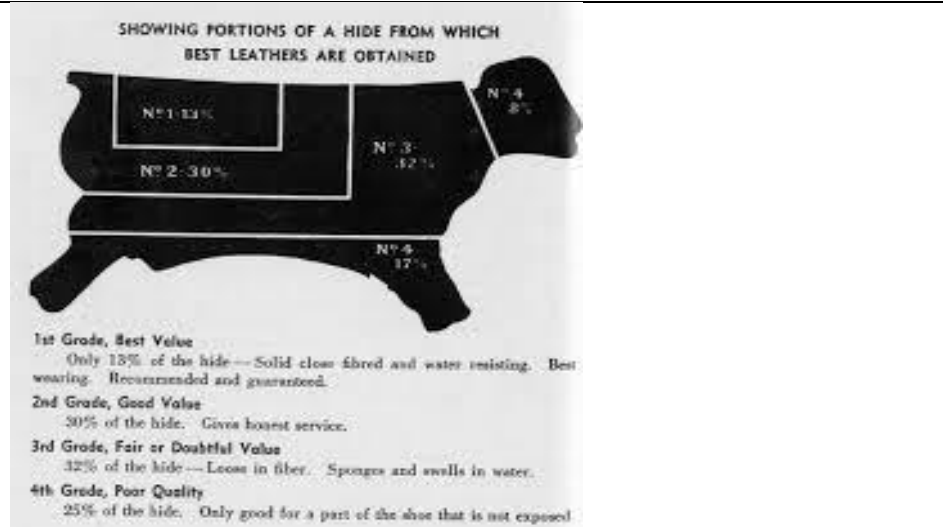 SHOWING PORTIONS OF A HIDE FROM WHICH
BEST LEATHERS ARE OBTAINED
Nº 1·13%
Nº 2·30%
Nº 3·
32%
Nº 4
8%
Nº 4
17%
1st Grade, Best Value
Only 13% of the hide — Solid close fibred and water resisting. Best
wearing. Recommended and guaranteed.
2nd Grade, Good Value
30% of the hide. Gives honest service.
3rd Grade, Fair or Doubtful Value
32% of the hide — Loose in fiber. Sponges and swells in water.
4th Grade, Poor Quality
25% of the hide. Only good for a part of the shoe that is not exposed